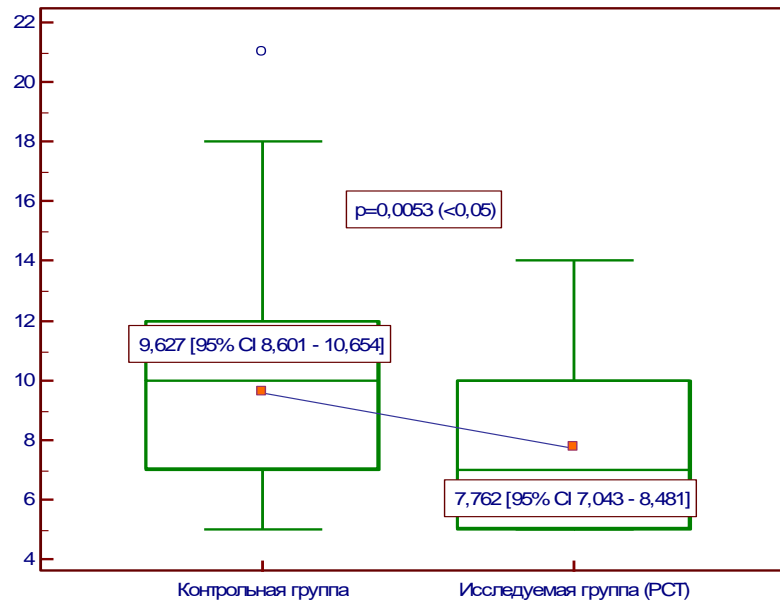 22
20
18
16
14
12
10
8
6
4
p=0,0053 (<0,05)
9,627 [95% CI 8,601 - 10,654]
7,762 [95% CI 7,043 - 8,481]
Контрольная группа
Исследуемая группа (PCT)